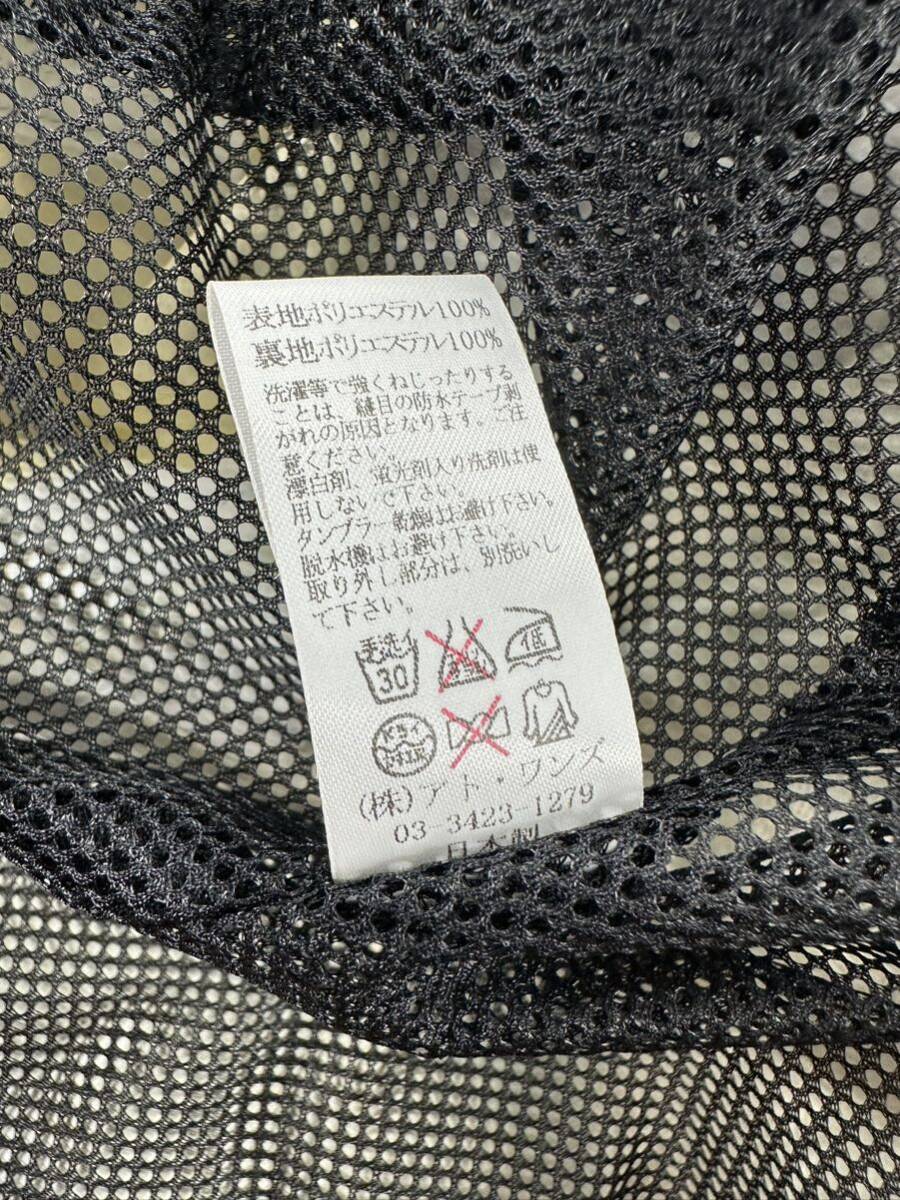 表地ポリエステル100%
裏地ポリエステル100%
洗濯等で強くねじったりする
ことは、縫目の防水テープ剥
がれの原因となります。ご注
意ください。
漂白剤、蛍光剤入り洗剤は使
用しないで下さい。
タンブラー乾燥はお避け下さい。
脱水機はお避け下さい。
取り外し部分は、別洗いし
て下さい。
手洗イ
30
低
ドライ
(株)アト・ワンズ
03-3423-1279
日本製